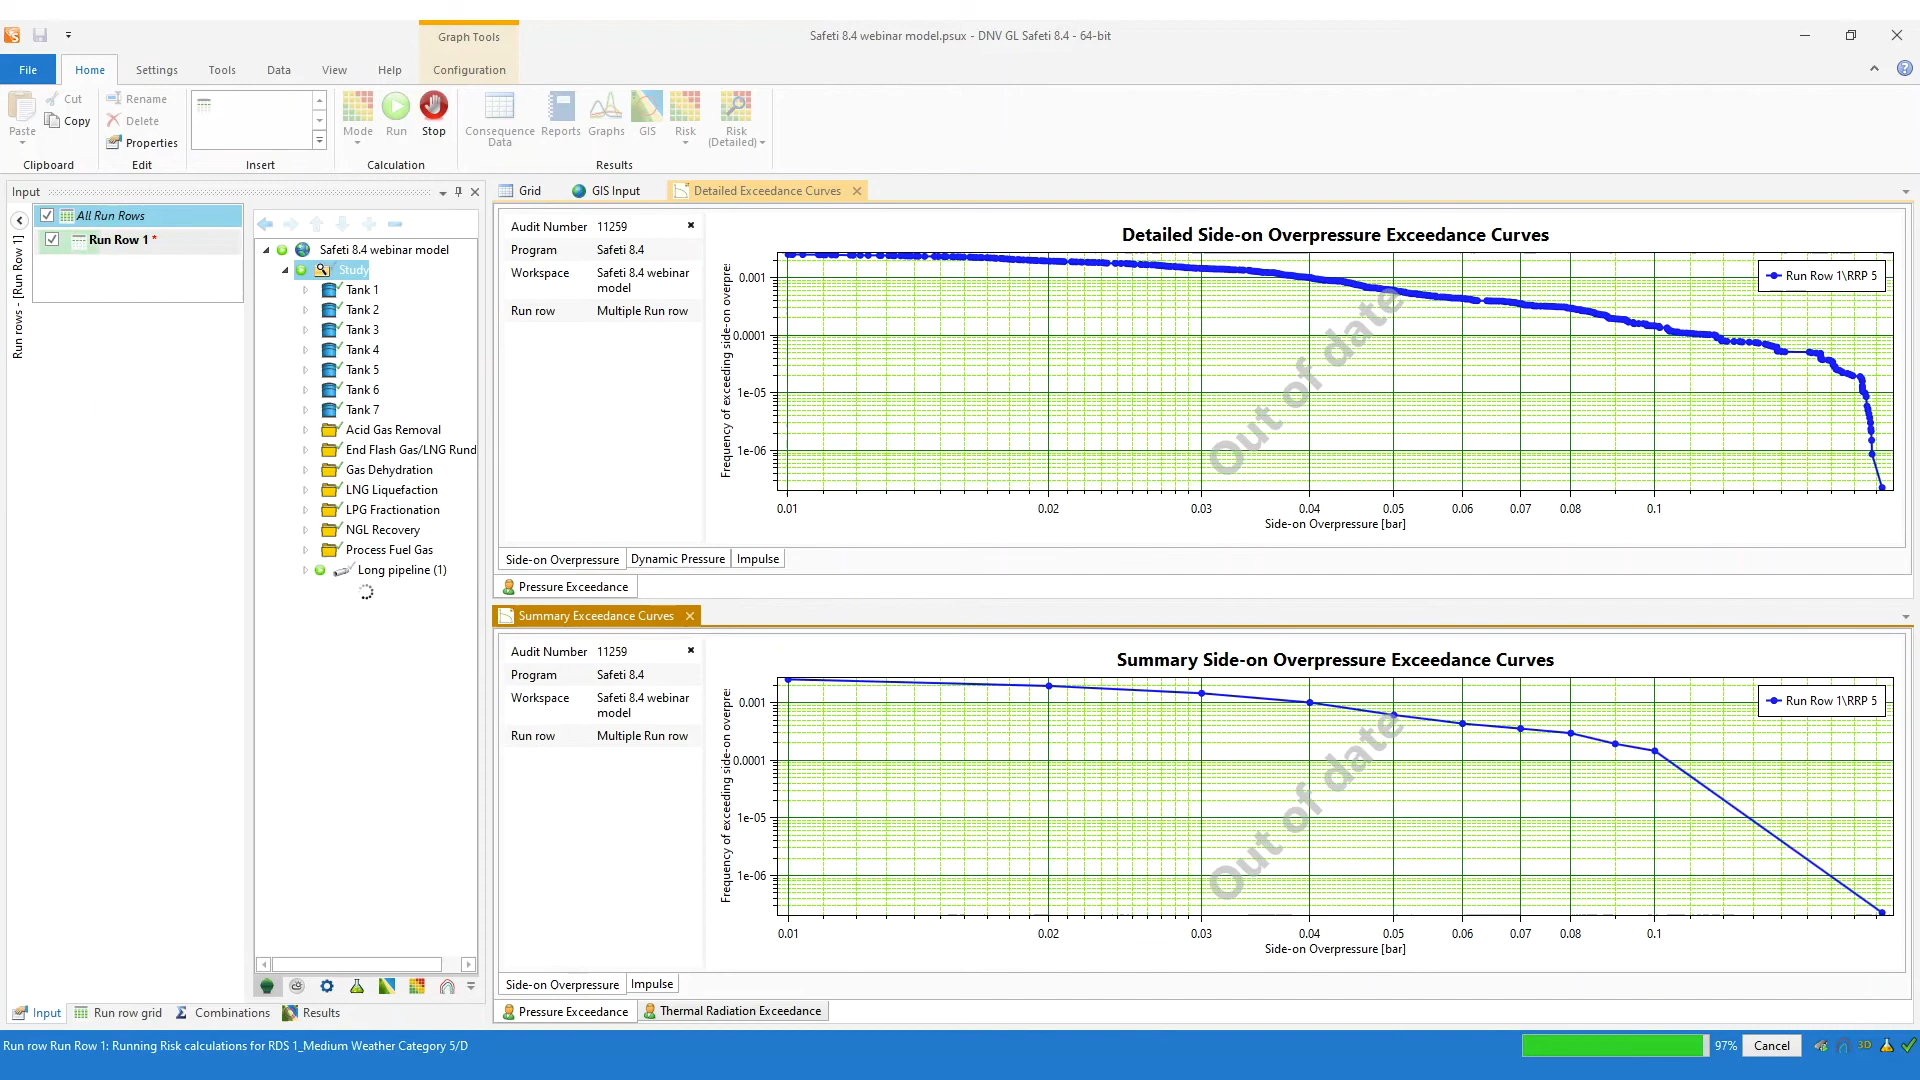 Graph Tools
Safeti 8.4 webinar model.psux - DNV GL Safeti 8.4 - 64-bit
File Home Settings Tools Data View Help Configuration
Paste Cut Copy
Rename Delete Properties
Mode Run Stop
Consequence Data Reports Graphs GIS Risk Risk (Detailed)
Clipboard Edit Insert Calculation Results
Input
Run rows - [Run Row 1]
All Run Rows
Run Row 1 *
Safeti 8.4 webinar model
Study
Tank 1
Tank 2
Tank 3
Tank 4
Tank 5
Tank 6
Tank 7
Acid Gas Removal
End Flash Gas/LNG Rund
Gas Dehydration
LNG Liquefaction
LPG Fractionation
NGL Recovery
Process Fuel Gas
Long pipeline (1)
Input Run row grid Combinations Results
Grid GIS Input Detailed Exceedance Curves
Audit Number 11259
Program Safeti 8.4
Workspace Safeti 8.4 webinar
model
Run row Multiple Run row
Detailed Side-on Overpressure Exceedance Curves
Run Row 1\RRP 5
Frequency of exceeding side-on overpre
0.001
0.0001
1e-05
1e-06
Out of date
0.01 0.02 0.03 0.04 0.05 0.06 0.07 0.08 0.1
Side-on Overpressure [bar]
Side-on Overpressure Dynamic Pressure Impulse
Pressure Exceedance
Summary Exceedance Curves
Audit Number 11259
Program Safeti 8.4
Workspace Safeti 8.4 webinar
model
Run row Multiple Run row
Summary Side-on Overpressure Exceedance Curves
Run Row 1\RRP 5
Frequency of exceeding side-on overpre
0.001
0.0001
1e-05
1e-06
Out of date
0.01 0.02 0.03 0.04 0.05 0.06 0.07 0.08 0.1
Side-on Overpressure [bar]
Side-on Overpressure Impulse
Pressure Exceedance Thermal Radiation Exceedance
Run row Run Row 1: Running Risk calculations for RDS 1_Medium Weather Category 5/D
97% Cancel 3D